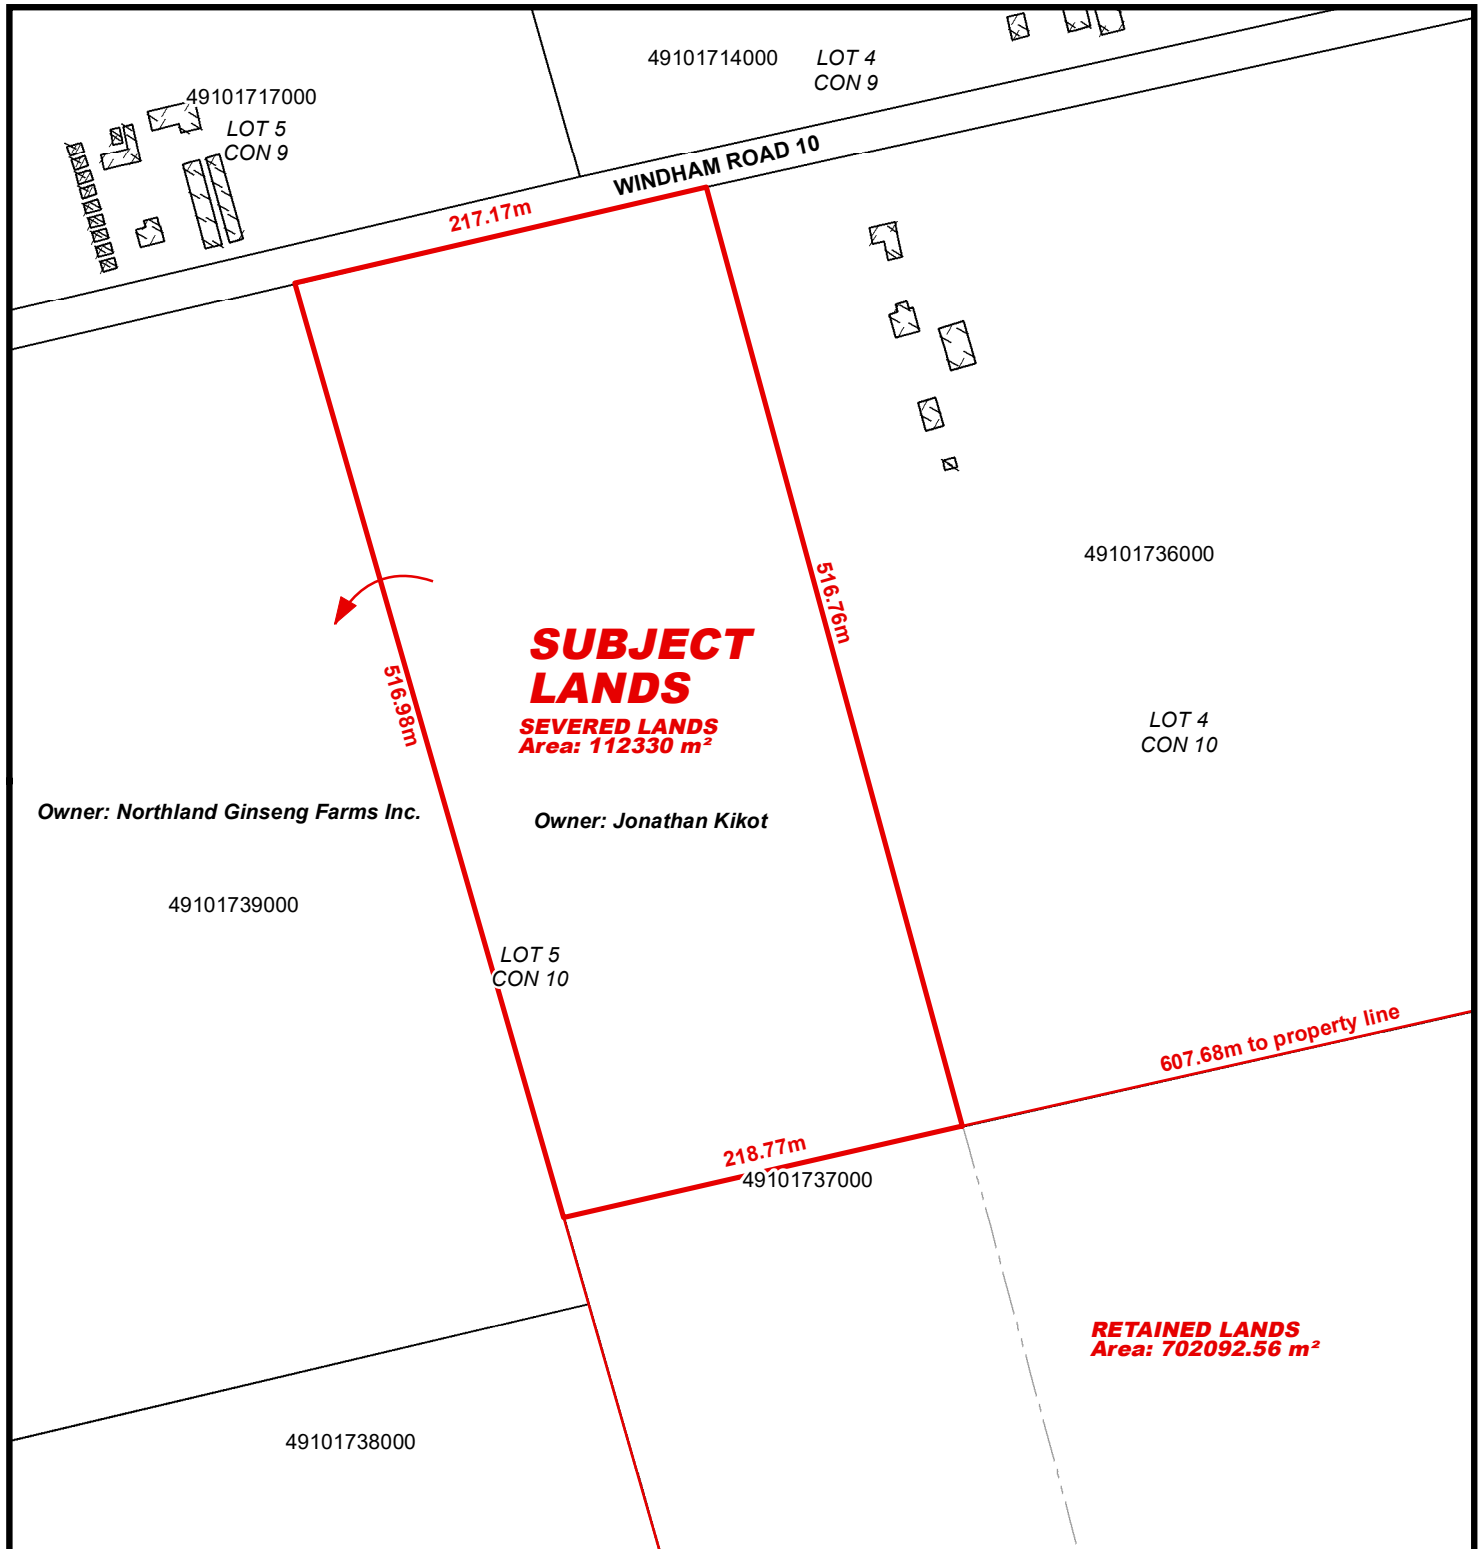 49101714000
LOT 4
CON 9
49101717000
LOT 5
CON 9
WINDHAM ROAD 10
217.17m
49101736000
516.76m
SUBJECT
LANDS
SEVERED LANDS
Area: 112330 m²
516.98m
LOT 4
CON 10
Owner: Northland Ginseng Farms Inc.
Owner: Jonathan Kikot
49101739000
LOT 5
CON 10
607.68m to property line
218.77m
49101737000
RETAINED LANDS
Area: 702092.56 m²
49101738000